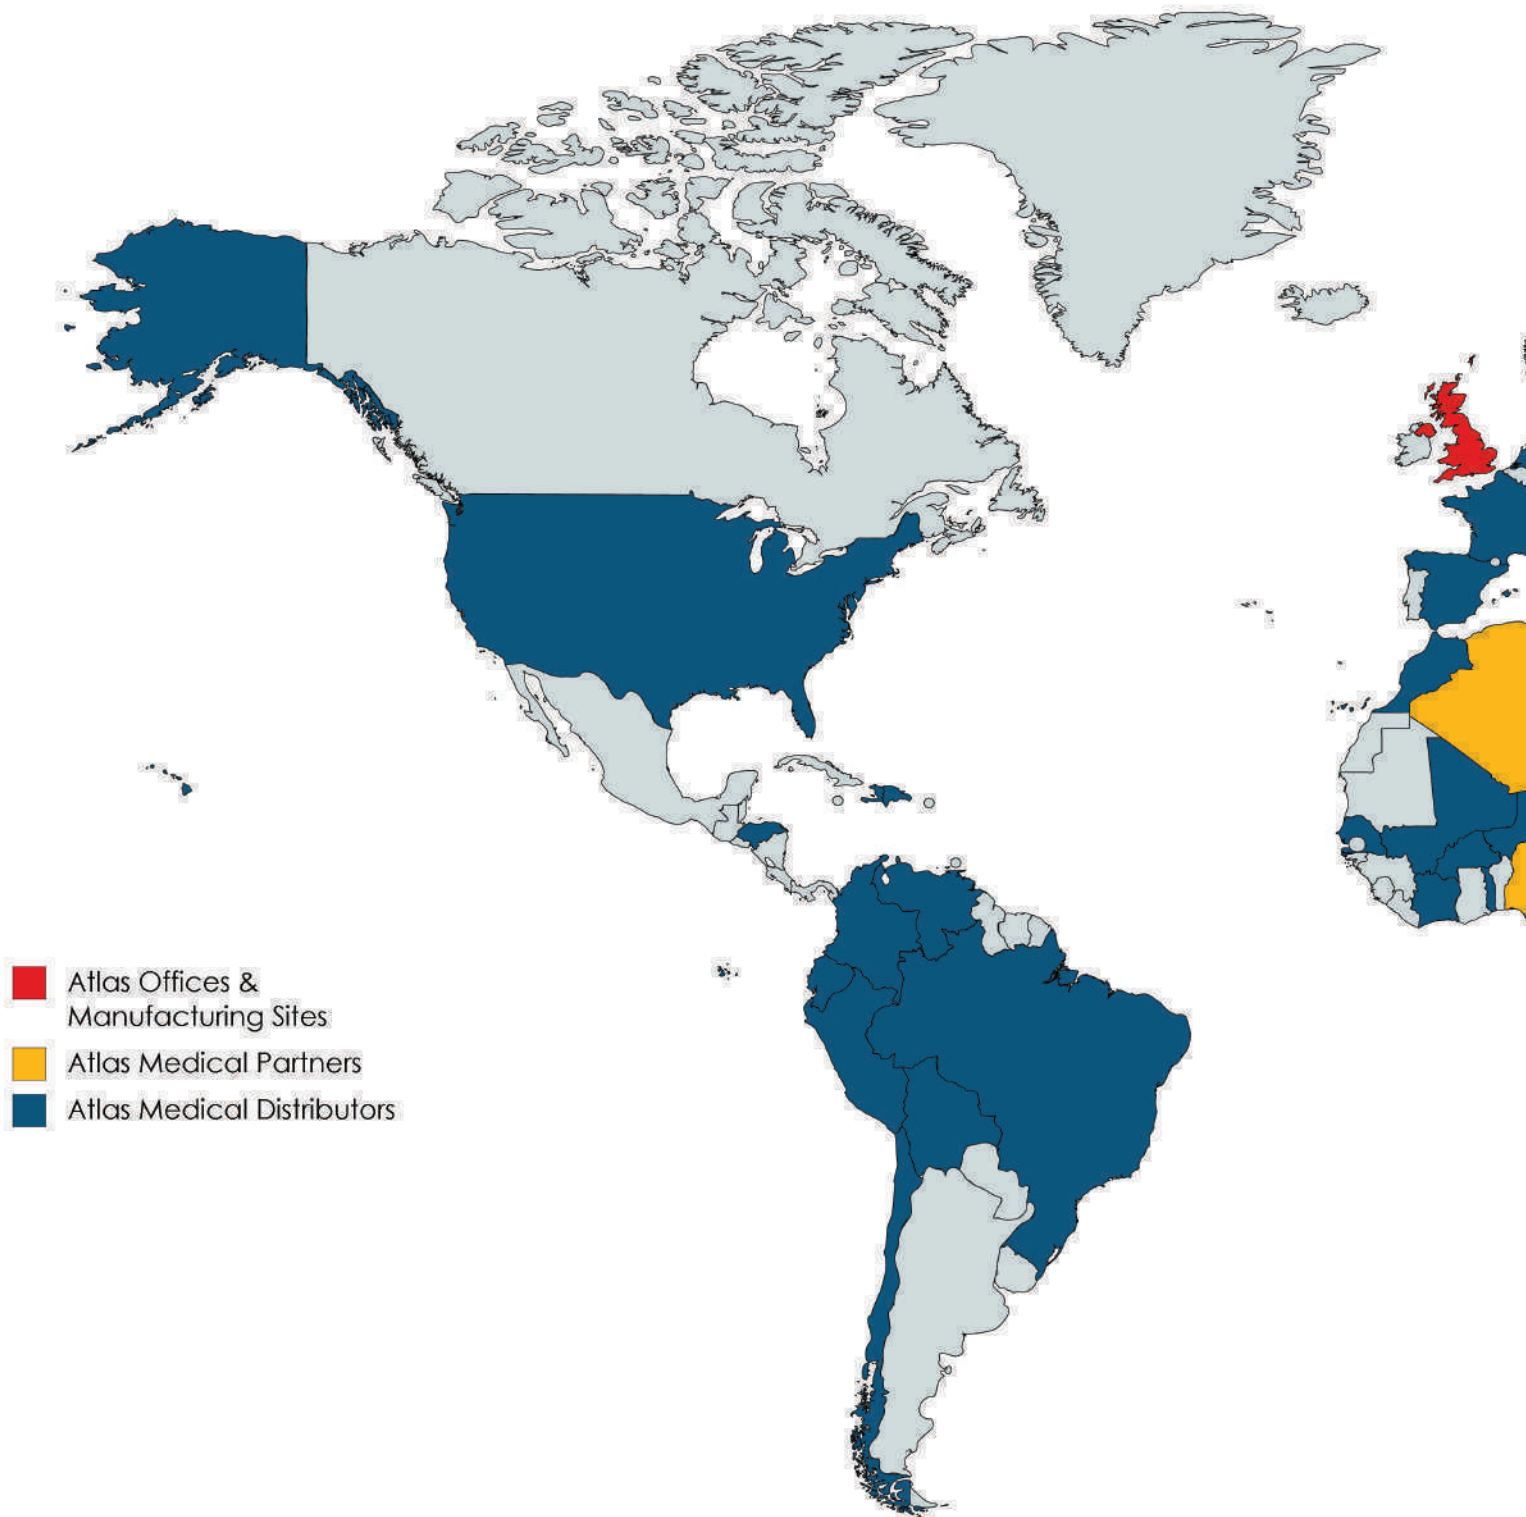 Atlas Offices &
Manufacturing Sites
Atlas Medical Partners
Atlas Medical Distributors